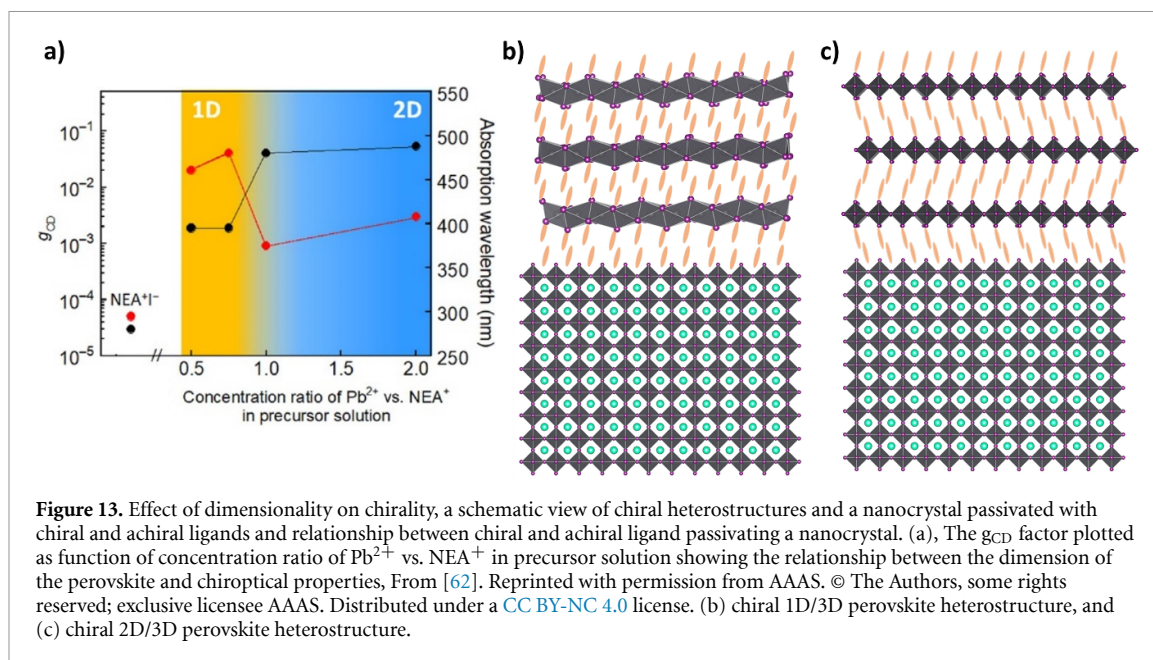 a)
b)
c)
1D
2D
10⁻¹
10⁻²
10⁻³
10⁻⁴
10⁻⁵
g_CD
NEA⁺I⁻
550
500
450
400
350
300
250
Absorption wavelength (nm)
0.5
1.0
1.5
2.0
Concentration ratio of Pb²⁺ vs. NEA⁺
in precursor solution
Figure 13. Effect of dimensionality on chirality, a schematic view of chiral heterostructures and a nanocrystal passivated with
chiral and achiral ligands and relationship between chiral and achiral ligand passivating a nanocrystal. (a), The g_CD factor plotted
as function of concentration ratio of Pb²⁺ vs. NEA⁺ in precursor solution showing the relationship between the dimension of
the perovskite and chiroptical properties, From [62]. Reprinted with permission from AAAS. © The Authors, some rights
reserved; exclusive licensee AAAS. Distributed under a CC BY-NC 4.0 license. (b) chiral 1D/3D perovskite heterostructure, and
(c) chiral 2D/3D perovskite heterostructure.